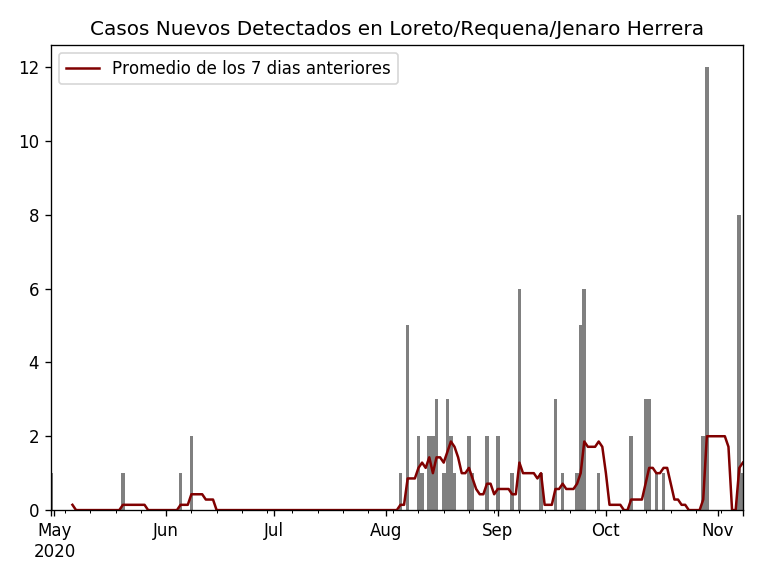 Casos Nuevos Detectados en Loreto/Requena/Jenaro Herrera
Promedio de los 7 dias anteriores
12
10
8
6
4
2
0
May Jun Jul Aug Sep Oct Nov
2020